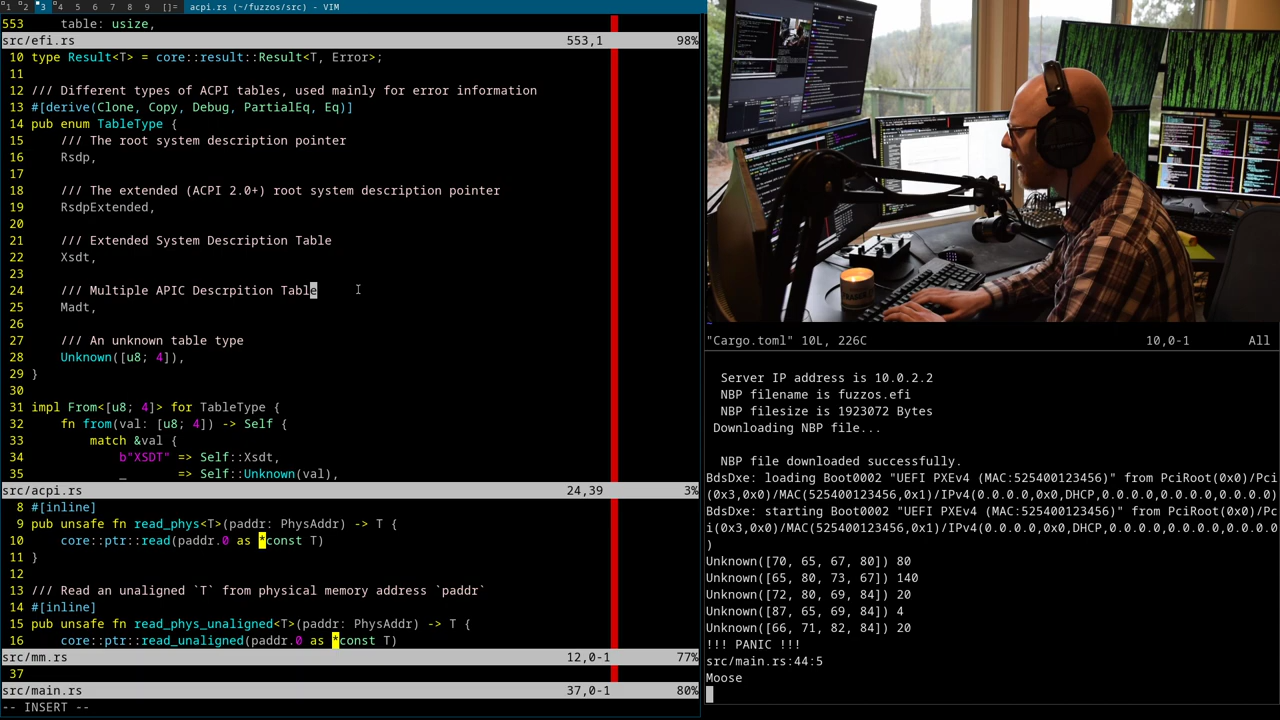 1 2 3 4 5 6 7 8 9 []= acpi.rs (~/fuzzos/src) - VIM
553     table: usize,
src/efi.rs 553,1 98%
10 type Result<T> = core::result::Result<T, Error>;
11
12 /// Different types of ACPI tables, used mainly for error information
13 #[derive(Clone, Copy, Debug, PartialEq, Eq)]
14 pub enum TableType {
15     /// The root system description pointer
16     Rsdp,
17
18     /// The extended (ACPI 2.0+) root system description pointer
19     RsdpExtended,
20
21     /// Extended System Description Table
22     Xsdt,
23
24     /// Multiple APIC Descrpition Table
25     Madt,
26
27     /// An unknown table type
28     Unknown([u8; 4]),
29 }
30
31 impl From<[u8; 4]> for TableType {
32     fn from(val: [u8; 4]) -> Self {
33         match &val {
34             b"XSDT" => Self::Xsdt,
35             _       => Self::Unknown(val),
src/acpi.rs 24,39 3%
8 #[inline]
9 pub unsafe fn read_phys<T>(paddr: PhysAddr) -> T {
10     core::ptr::read(paddr.0 as *const T)
11 }
12
13 /// Read an unaligned `T` from physical memory address `paddr`
14 #[inline]
15 pub unsafe fn read_phys_unaligned<T>(paddr: PhysAddr) -> T {
16     core::ptr::read_unaligned(paddr.0 as *const T)
src/mm.rs 12,0-1 77%
37
src/main.rs 37,0-1 80%
-- INSERT --
"Cargo.toml" 10L, 226C 10,0-1 All
Server IP address is 10.0.2.2
NBP filename is fuzzos.efi
NBP filesize is 1923072 Bytes
Downloading NBP file...
NBP file downloaded successfully.
BdsDxe: loading Boot0002 "UEFI PXEv4 (MAC:525400123456)" from PciRoot(0x0)/Pci
(0x3,0x0)/MAC(525400123456,0x1)/IPv4(0.0.0.0,0x0,DHCP,0.0.0.0,0.0.0.0,0.0.0.0)
BdsDxe: starting Boot0002 "UEFI PXEv4 (MAC:525400123456)" from PciRoot(0x0)/Pc
i(0x3,0x0)/MAC(525400123456,0x1)/IPv4(0.0.0.0,0x0,DHCP,0.0.0.0,0.0.0.0,0.0.0.0
)
Unknown([70, 65, 67, 80]) 80
Unknown([65, 80, 73, 67]) 140
Unknown([72, 80, 69, 84]) 20
Unknown([87, 65, 69, 84]) 4
Unknown([66, 71, 82, 84]) 20
!!! PANIC !!!
src/main.rs:44:5
Moose